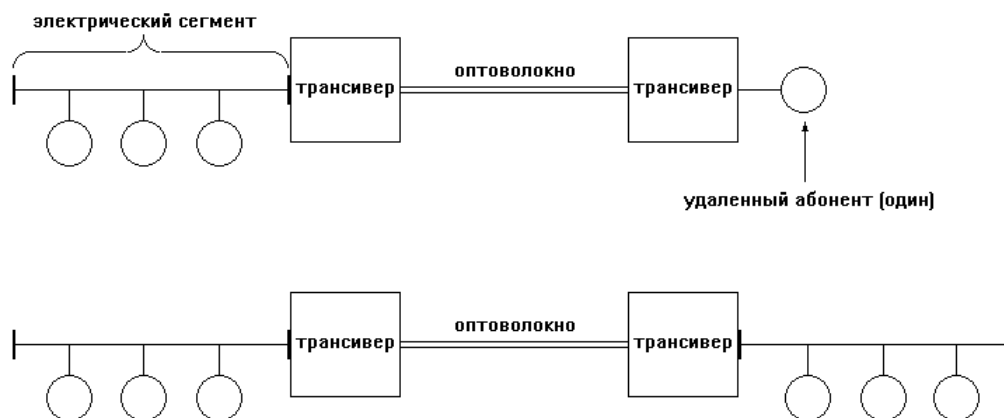 электрический сегмент
трансивер
оптоволокно
трансивер
удаленный абонент (один)
трансивер
оптоволокно
трансивер